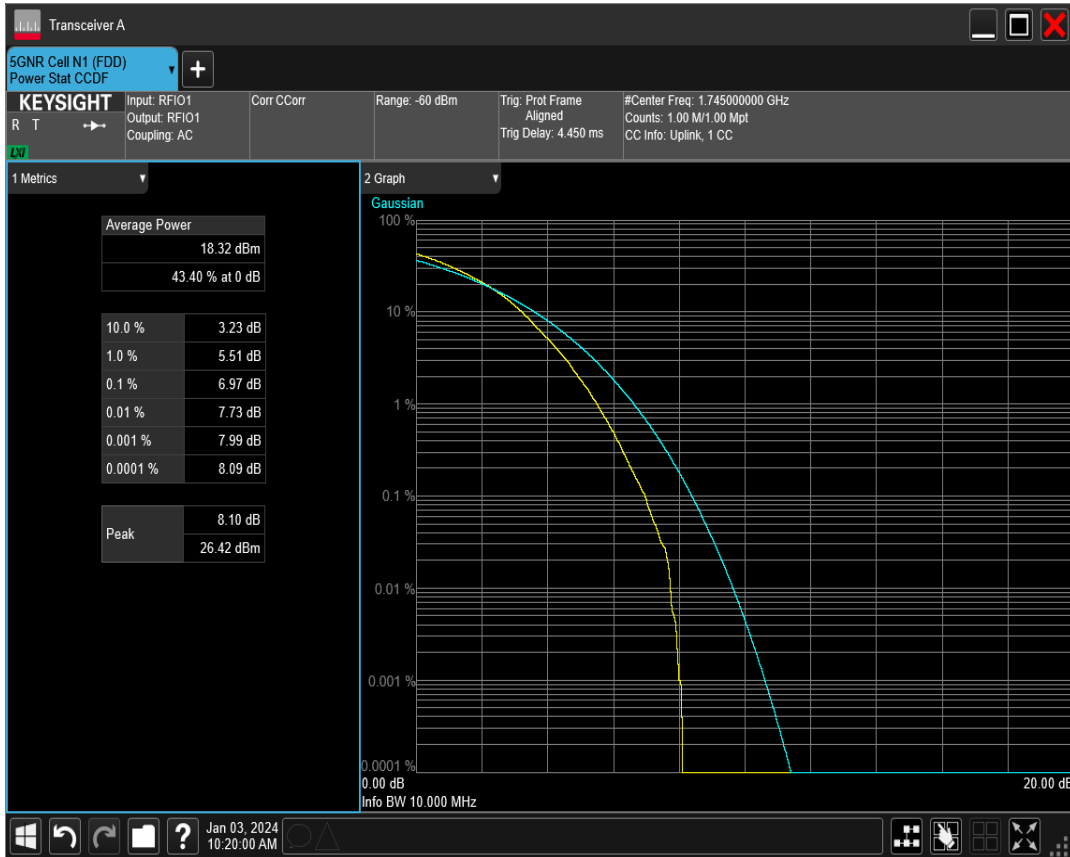 Transceiver A
5GNR Cell N1 (FDD)
Power Stat CCDF
+
KEYSIGHT
R T
LXI
Input: RFIO1
Output: RFIO1
Coupling: AC
Corr CCorr
Range: -60 dBm
Trig: Prot Frame
Aligned
Trig Delay: 4.450 ms
#Center Freq: 1.745000000 GHz
Counts: 1.00 M/1.00 Mpt
CC Info: Uplink, 1 CC
1 Metrics
Average Power
18.32 dBm
43.40 % at 0 dB
10.0 % 3.23 dB
1.0 % 5.51 dB
0.1 % 6.97 dB
0.01 % 7.73 dB
0.001 % 7.99 dB
0.0001 % 8.09 dB
Peak
8.10 dB
26.42 dBm
2 Graph
Gaussian
100 %
10 %
1 %
0.1 %
0.01 %
0.001 %
0.0001 %
0.00 dB 20.00 dB
Info BW 10.000 MHz
?
Jan 03, 2024
10:20:00 AM